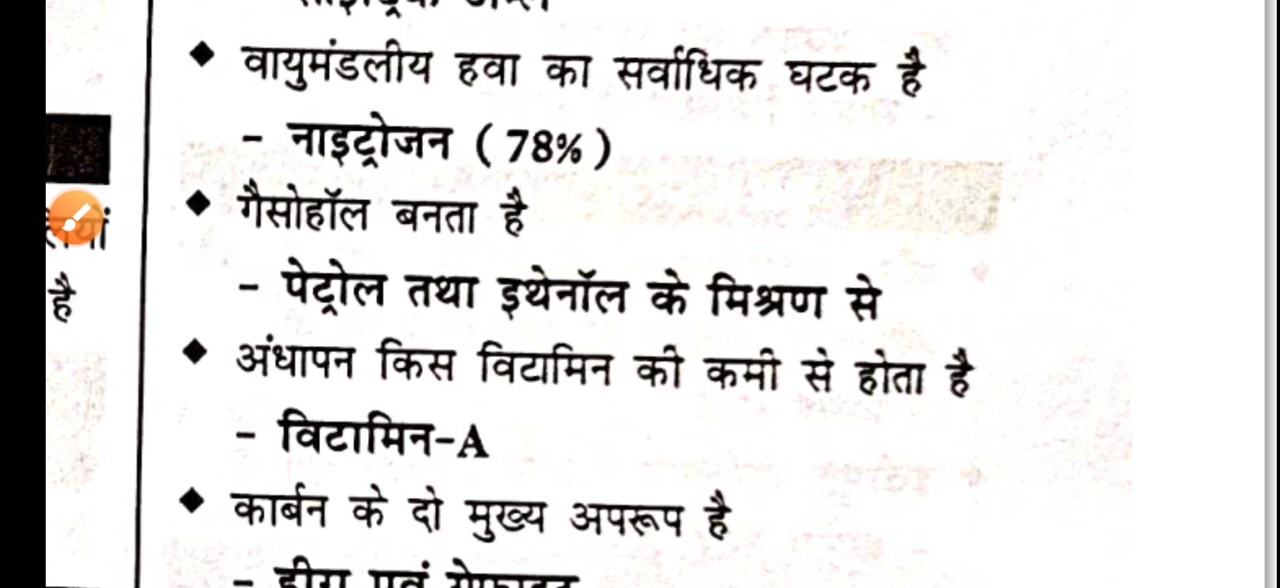 ◆ वायुमंडलीय हवा का सर्वाधिक घटक है
– नाइट्रोजन ( 78% )
◆ गैसोहॉल बनता है
– पेट्रोल तथा इथेनॉल के मिश्रण से
है
◆ अंधापन किस विटामिन की कमी से होता है
– विटामिन-A
◆ कार्बन के दो मुख्य अपरूप है